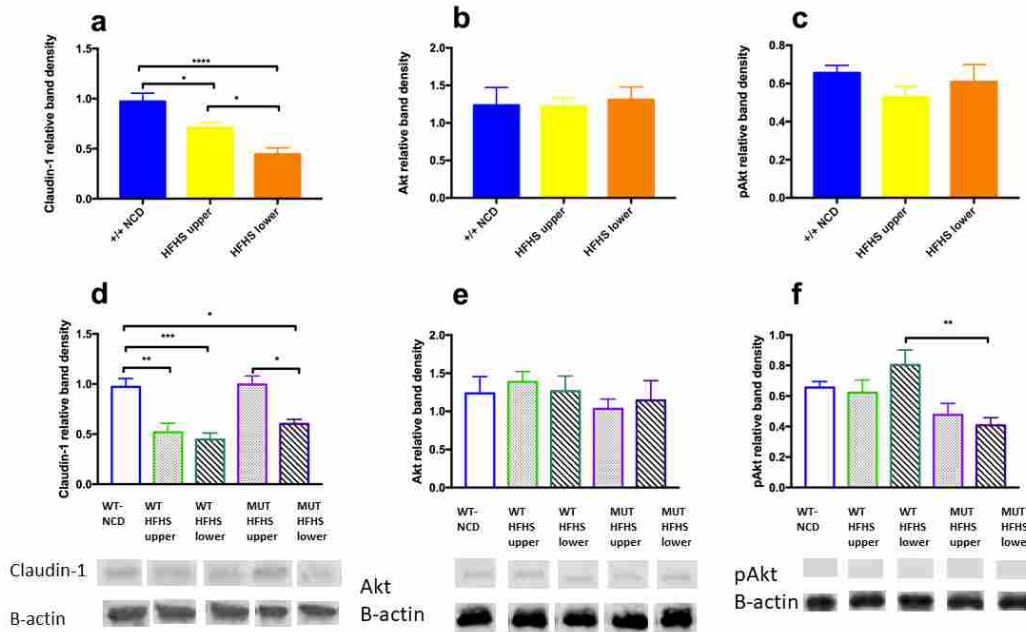 a
Claudin-1 relative band density
1.5
1.0
0.5
0.0
****
*
*
+/+ NCD
HFHS upper
HFHS lower
b
Akt relative band density
2.0
1.5
1.0
0.5
0.0
+/+ NCD
HFHS upper
HFHS lower
c
pAkt relative band density
0.8
0.6
0.4
0.2
0.0
+/+ NCD
HFHS upper
HFHS lower
d
Claudin-1 relative band density
1.5
1.0
0.5
0.0
*
***
**
*
WT-NCD
WT HFHS upper
WT HFHS lower
MUT HFHS upper
MUT HFHS lower
Claudin-1
B-actin
e
Akt relative band density
2.0
1.5
1.0
0.5
0.0
WT-NCD
WT HFHS upper
WT HFHS lower
MUT HFHS upper
MUT HFHS lower
Akt
B-actin
f
pAkt relative band density
1.0
0.8
0.6
0.4
0.2
0.0
**
WT-NCD
WT HFHS upper
WT HFHS lower
MUT HFHS upper
MUT HFHS lower
pAkt
B-actin